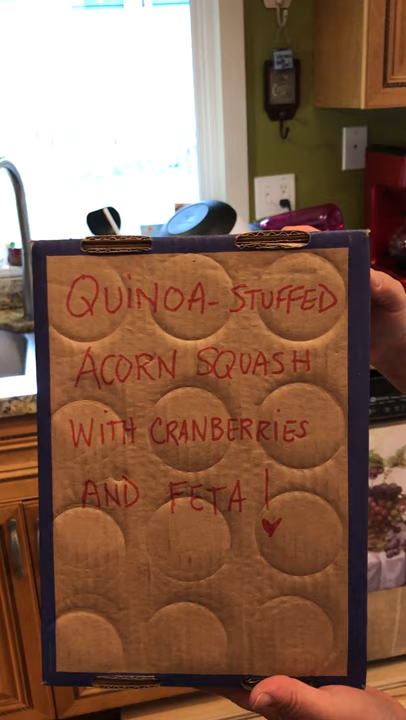 QUINOA-STUFFED
ACORN SQUASH
WITH CRANBERRIES
AND FETA!